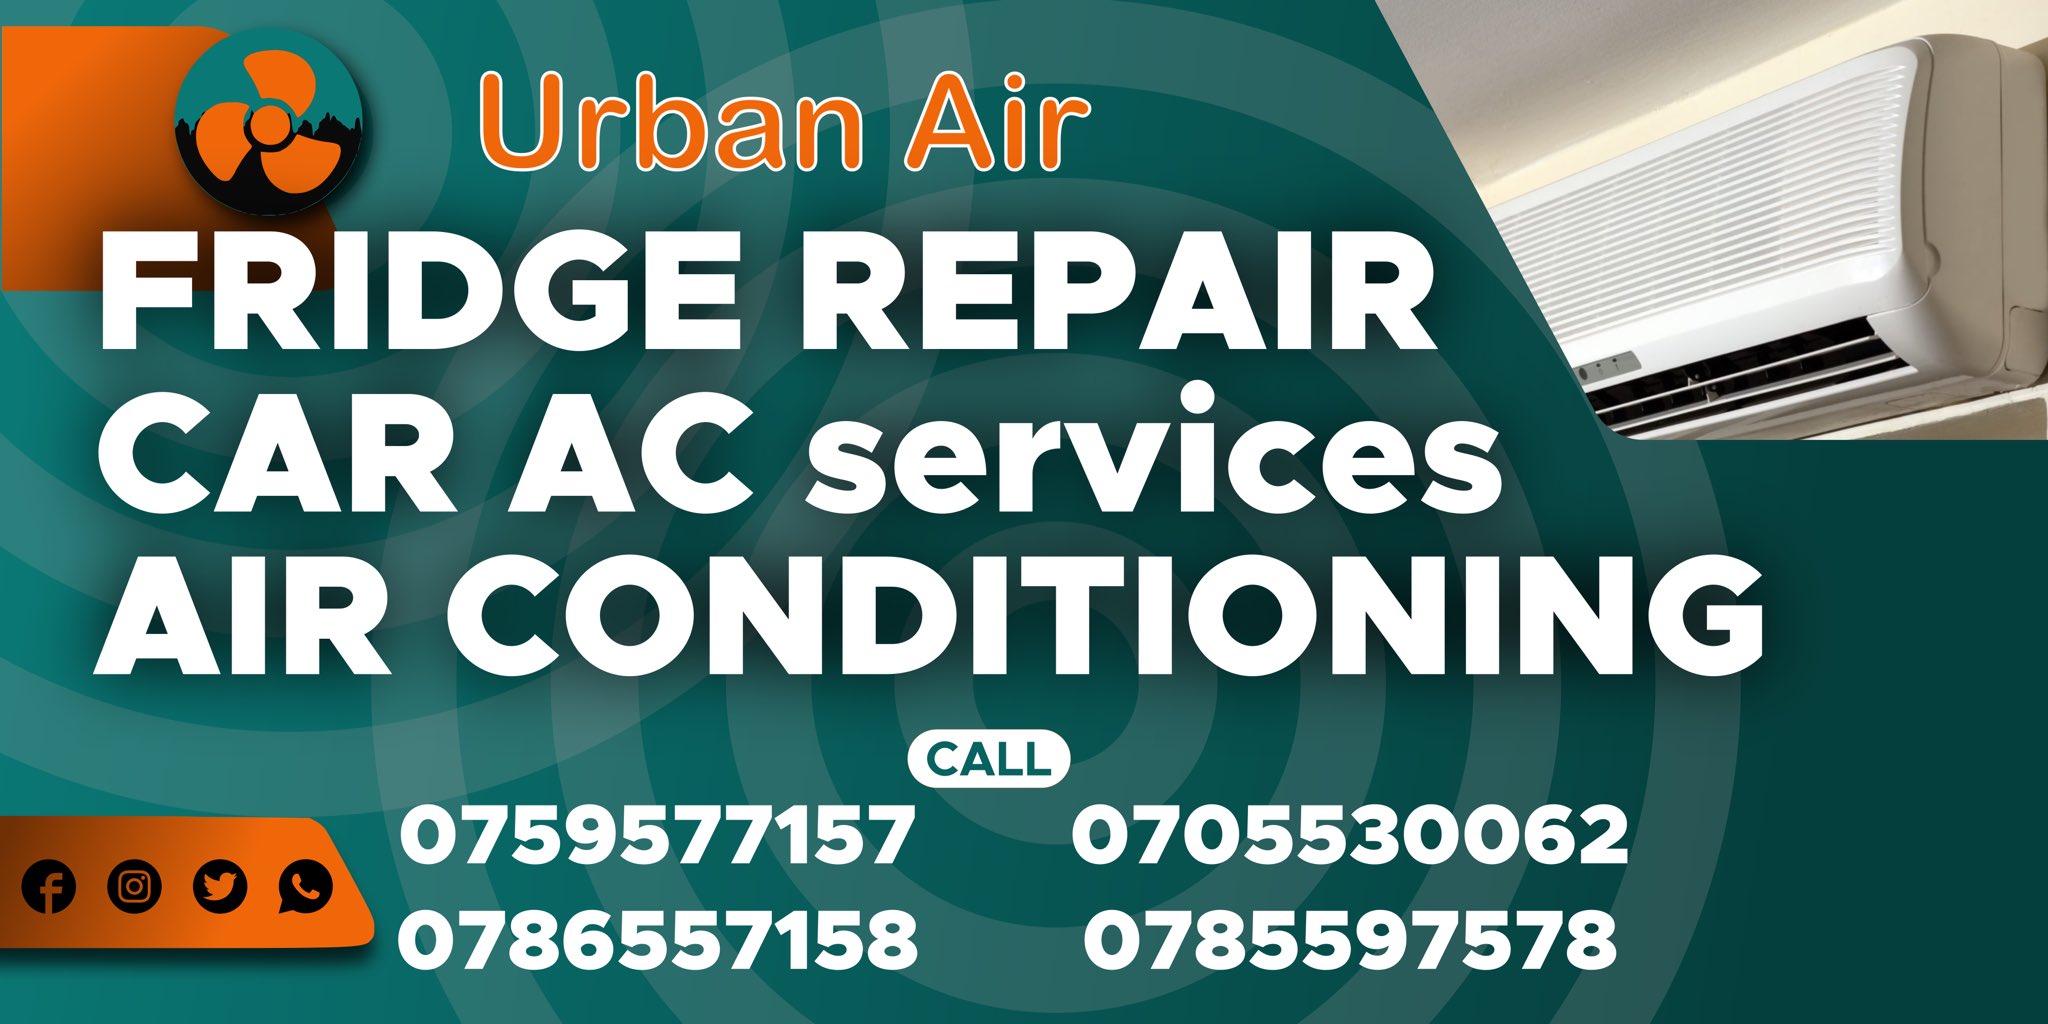 Urban Air
FRIDGE REPAIR
CAR AC services
AIR CONDITIONING
CALL
0759577157 0705530062
0786557158 0785597578